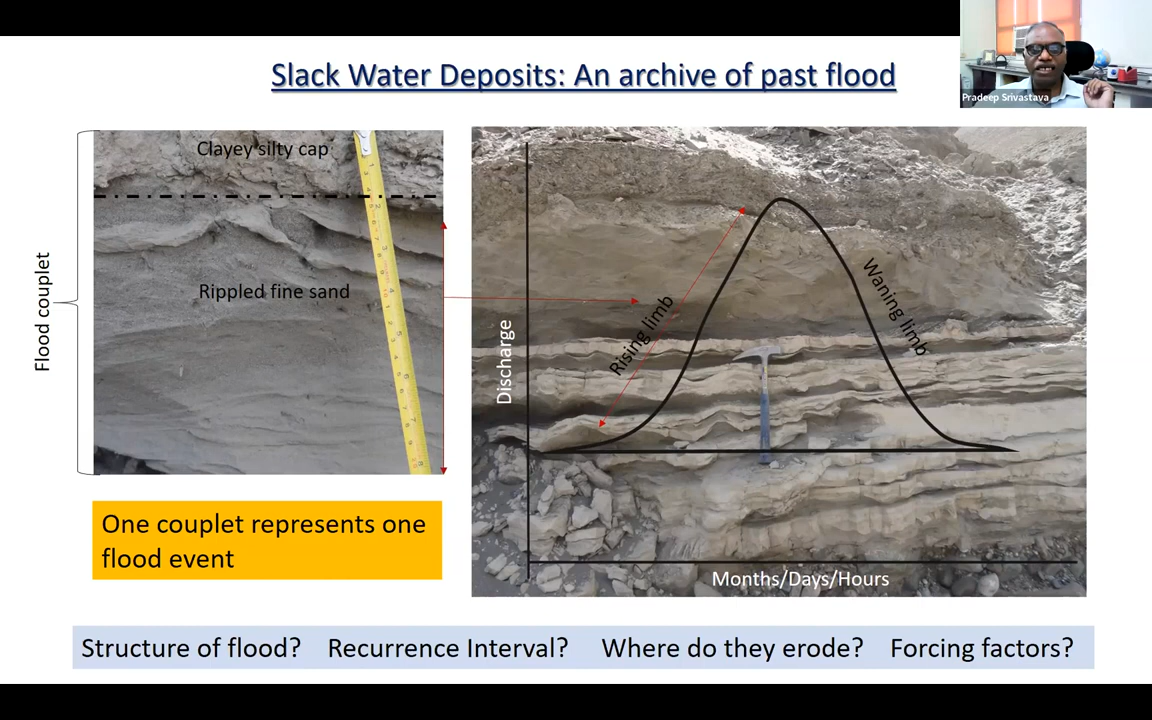 Slack Water Deposits: An archive of past flood
Pradeep Srivastava
Flood couplet
Clayey silty cap
Rippled fine sand
Discharge
Rising limb
Waning limb
Months/Days/Hours
One couplet represents one
flood event
Structure of flood? Recurrence Interval? Where do they erode? Forcing factors?